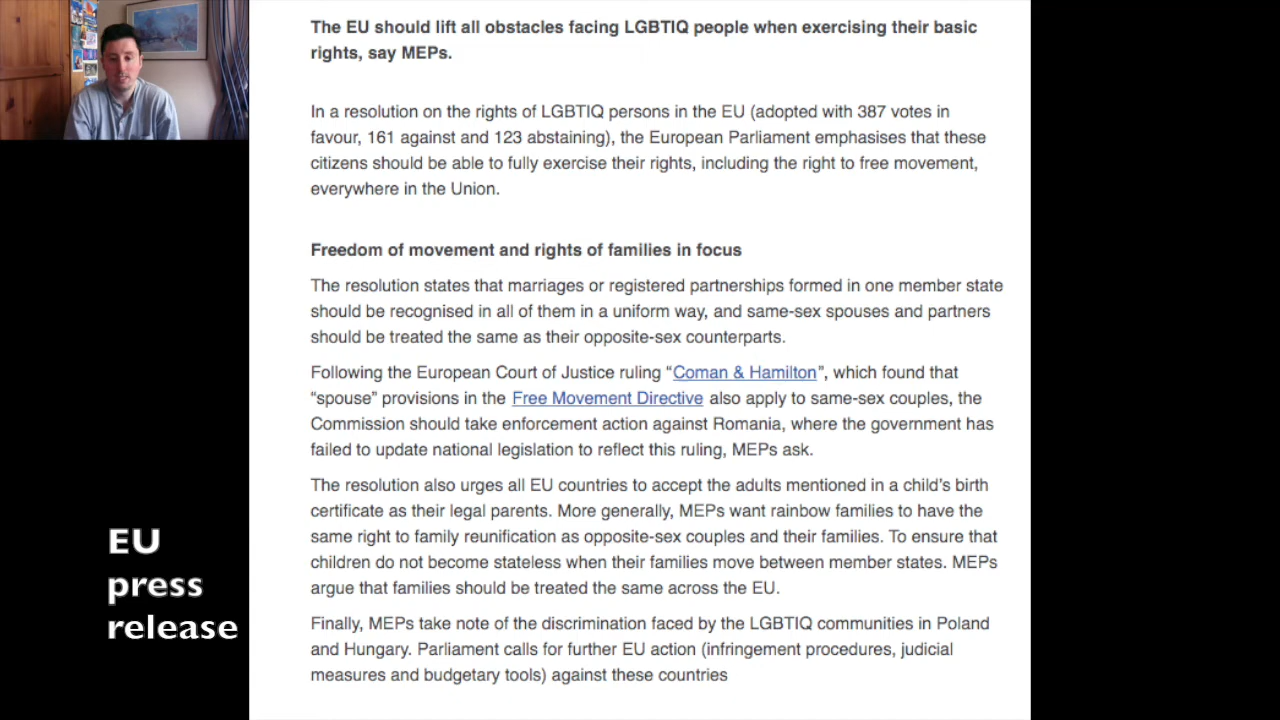 The EU should lift all obstacles facing LGBTIQ people when exercising their basic
rights, say MEPs.
In a resolution on the rights of LGBTIQ persons in the EU (adopted with 387 votes in
favour, 161 against and 123 abstaining), the European Parliament emphasises that these
citizens should be able to fully exercise their rights, including the right to free movement,
everywhere in the Union.
Freedom of movement and rights of families in focus
The resolution states that marriages or registered partnerships formed in one member state
should be recognised in all of them in a uniform way, and same-sex spouses and partners
should be treated the same as their opposite-sex counterparts.
Following the European Court of Justice ruling “Coman & Hamilton”, which found that
“spouse” provisions in the Free Movement Directive also apply to same-sex couples, the
Commission should take enforcement action against Romania, where the government has
failed to update national legislation to reflect this ruling, MEPs ask.
The resolution also urges all EU countries to accept the adults mentioned in a child’s birth
certificate as their legal parents. More generally, MEPs want rainbow families to have the
same right to family reunification as opposite-sex couples and their families. To ensure that
children do not become stateless when their families move between member states. MEPs
argue that families should be treated the same across the EU.
Finally, MEPs take note of the discrimination faced by the LGBTIQ communities in Poland
and Hungary. Parliament calls for further EU action (infringement procedures, judicial
measures and budgetary tools) against these countries
EU
press
release